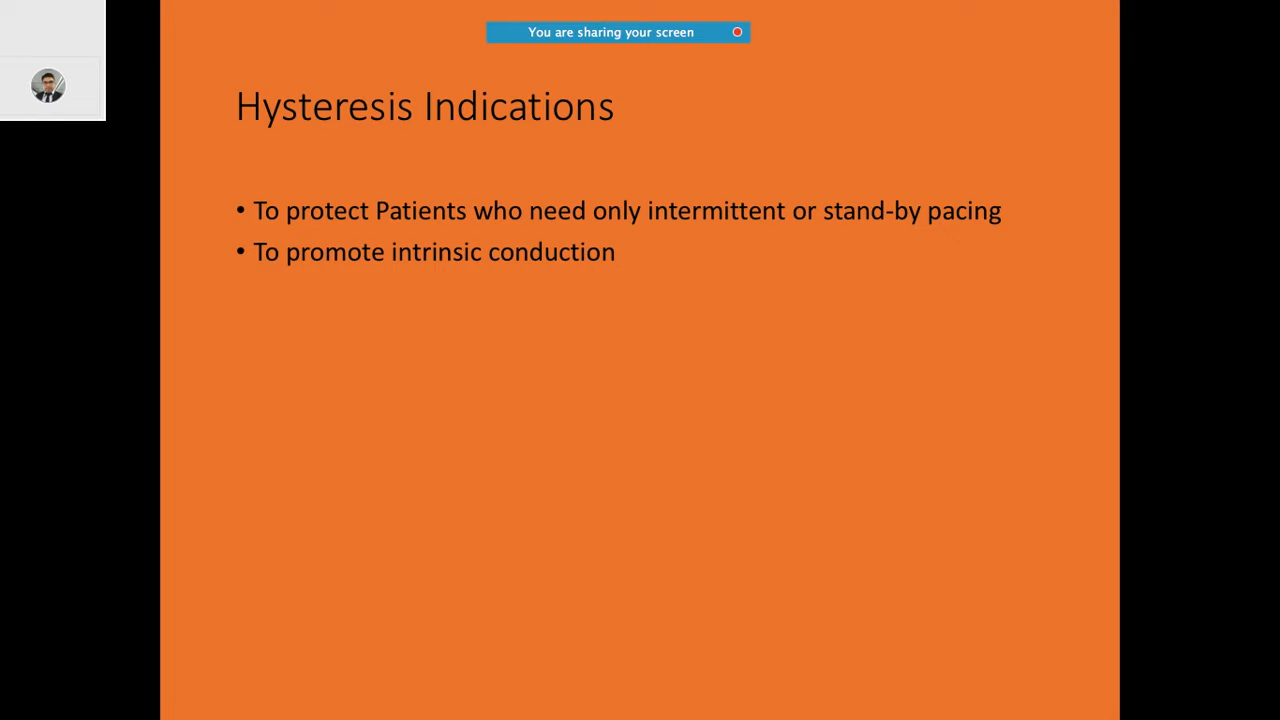 You are sharing your screen
Hysteresis Indications
• To protect Patients who need only intermittent or stand-by pacing
• To promote intrinsic conduction